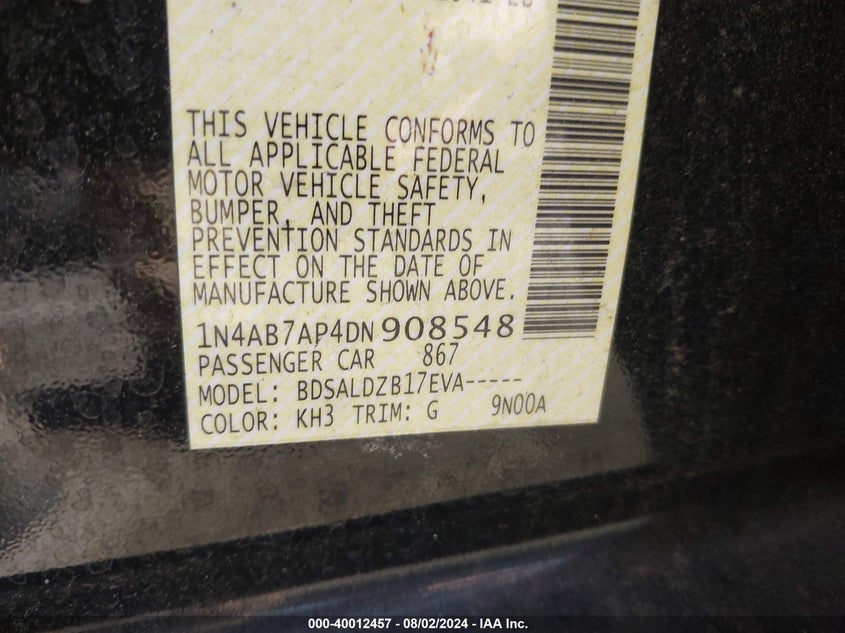 THIS VEHICLE CONFORMS TO
ALL APPLICABLE FEDERAL
MOTOR VEHICLE SAFETY,
BUMPER, AND THEFT
PREVENTION STANDARDS IN
EFFECT ON THE DATE OF
MANUFACTURE SHOWN ABOVE.
1N4AB7AP4DN908548
PASSENGER CAR 867
MODEL: BDSALDZB17EVA-----
COLOR: KH3 TRIM: G 9N00A
000-40012457 - 08/02/2024 - IAA Inc.